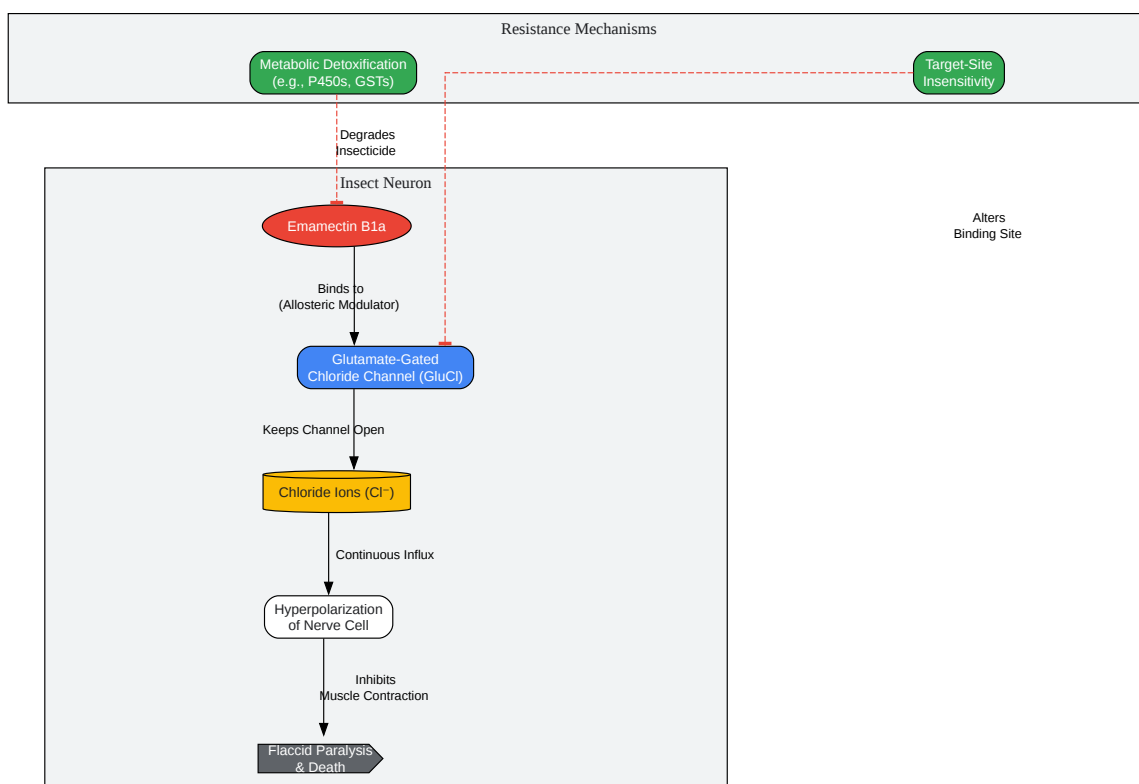 Resistance Mechanisms
Metabolic Detoxification
(e.g., P450s, GSTs)
Target-Site
Insensitivity
Degrades
Insecticide
Insect Neuron
Emamectin B1a
Alters
Binding Site
Binds to
(Allosteric Modulator)
Glutamate-Gated
Chloride Channel (GluCl)
Keeps Channel Open
Chloride Ions (Cl⁻)
Continuous Influx
Hyperpolarization
of Nerve Cell
Inhibits
Muscle Contraction
Flaccid Paralysis
& Death